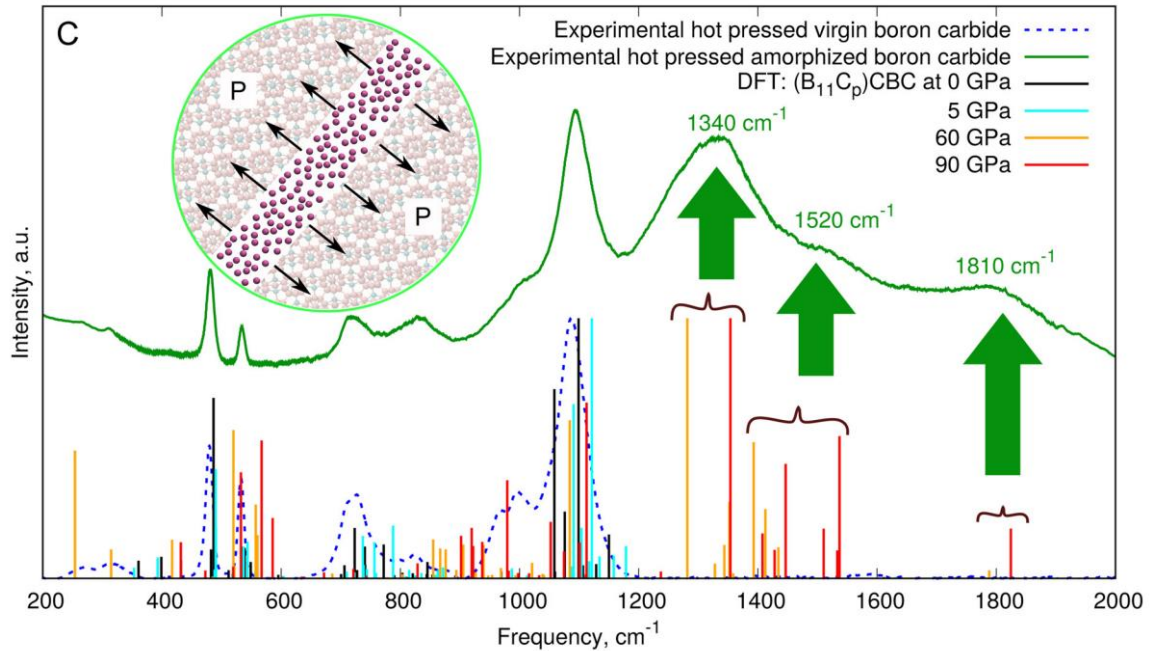 C
Experimental hot pressed virgin boron carbide
Experimental hot pressed amorphized boron carbide
DFT: (B₁₁Cₚ)CBC at 0 GPa
5 GPa
60 GPa
90 GPa
P
P
1340 cm⁻¹
1520 cm⁻¹
1810 cm⁻¹
Intensity, a.u.
200 400 600 800 1000 1200 1400 1600 1800 2000
Frequency, cm⁻¹